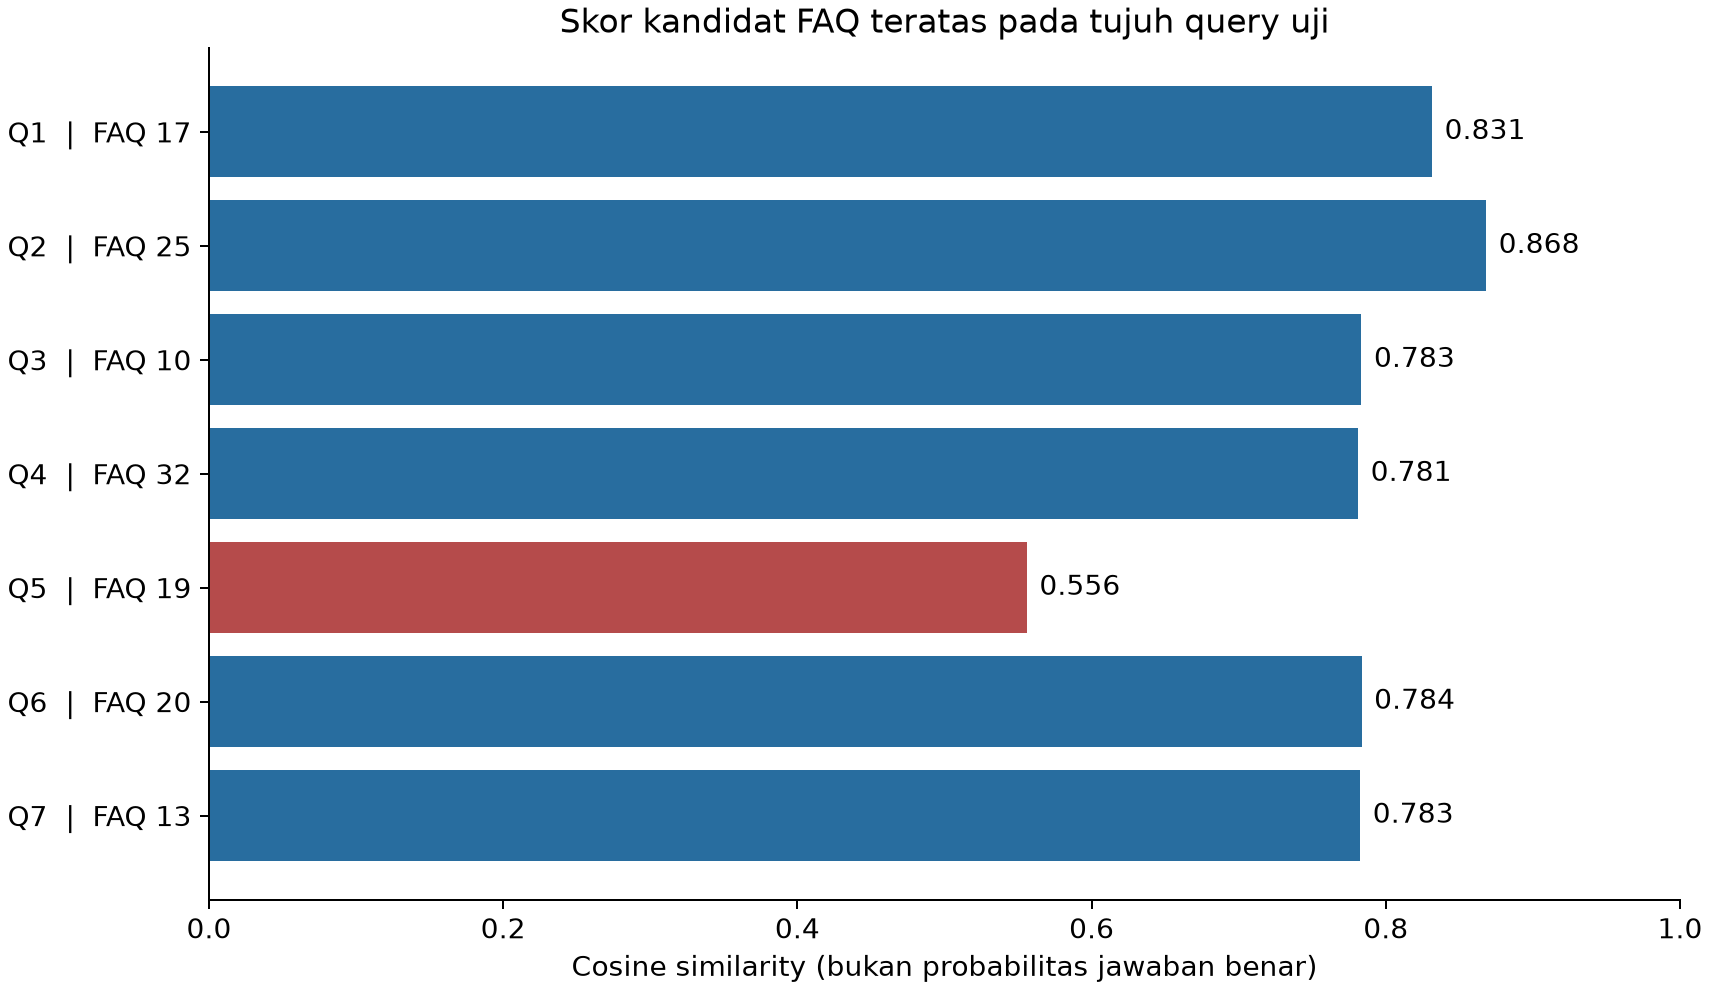 Skor kandidat FAQ teratas pada tujuh query uji
Q1 | FAQ 17
0.831
Q2 | FAQ 25
0.868
Q3 | FAQ 10
0.783
Q4 | FAQ 32
0.781
Q5 | FAQ 19
0.556
Q6 | FAQ 20
0.784
Q7 | FAQ 13
0.783
0.0 0.2 0.4 0.6 0.8 1.0
Cosine similarity (bukan probabilitas jawaban benar)